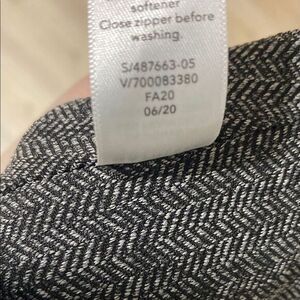 softener
Close zipper before
washing.
S/487663-05
V/700083380
FA20
06/20